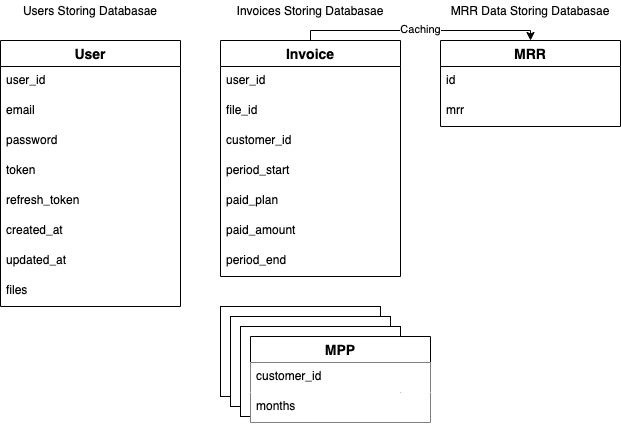 Users Storing Databasae
Invoices Storing Databasae
MRR Data Storing Databasae
Caching
User
user_id
email
password
token
refresh_token
created_at
updated_at
files
Invoice
user_id
file_id
customer_id
period_start
paid_plan
paid_amount
period_end
MRR
id
mrr
MPP
customer_id
months